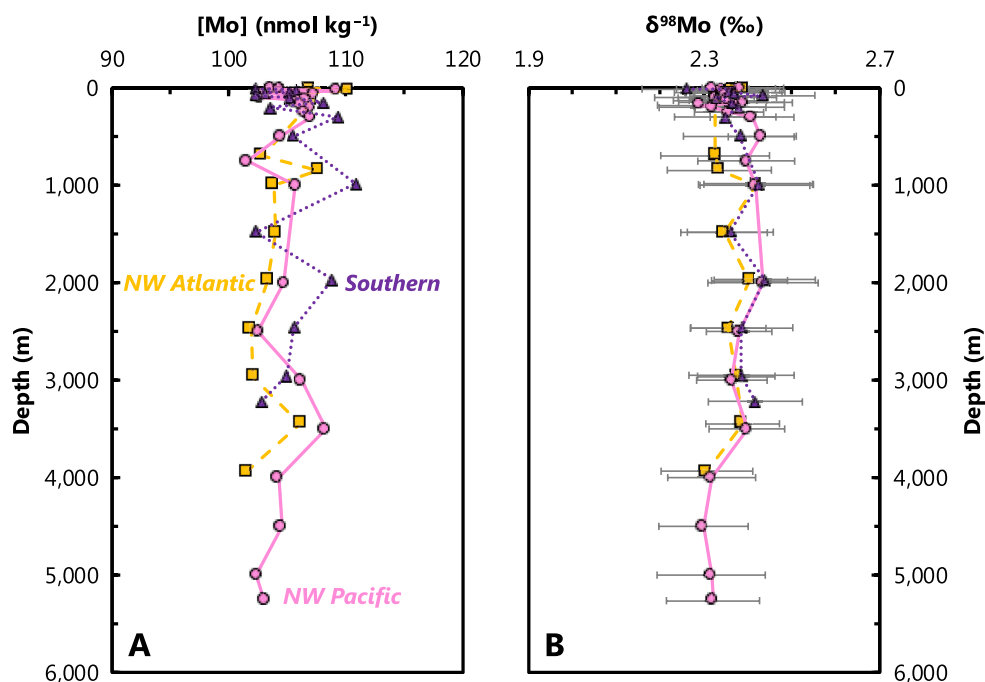 [Mo] (nmol kg⁻¹)
90 100 110 120
δ⁹⁸Mo (‰)
1.9 2.3 2.7
Depth (m)
0
1,000
2,000
3,000
4,000
5,000
6,000
NW Atlantic
Southern
NW Pacific
A
B
0
1,000
2,000
3,000
4,000
5,000
6,000
Depth (m)